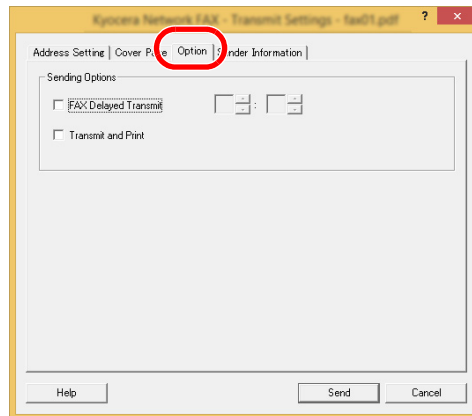 Kyocera Network FAX - Transmit Settings - fax01.pdf
Address Setting Cover Option Sender Information
Sending Options
FAX Delayed Transmit :
Transmit and Print
Help Send Cancel